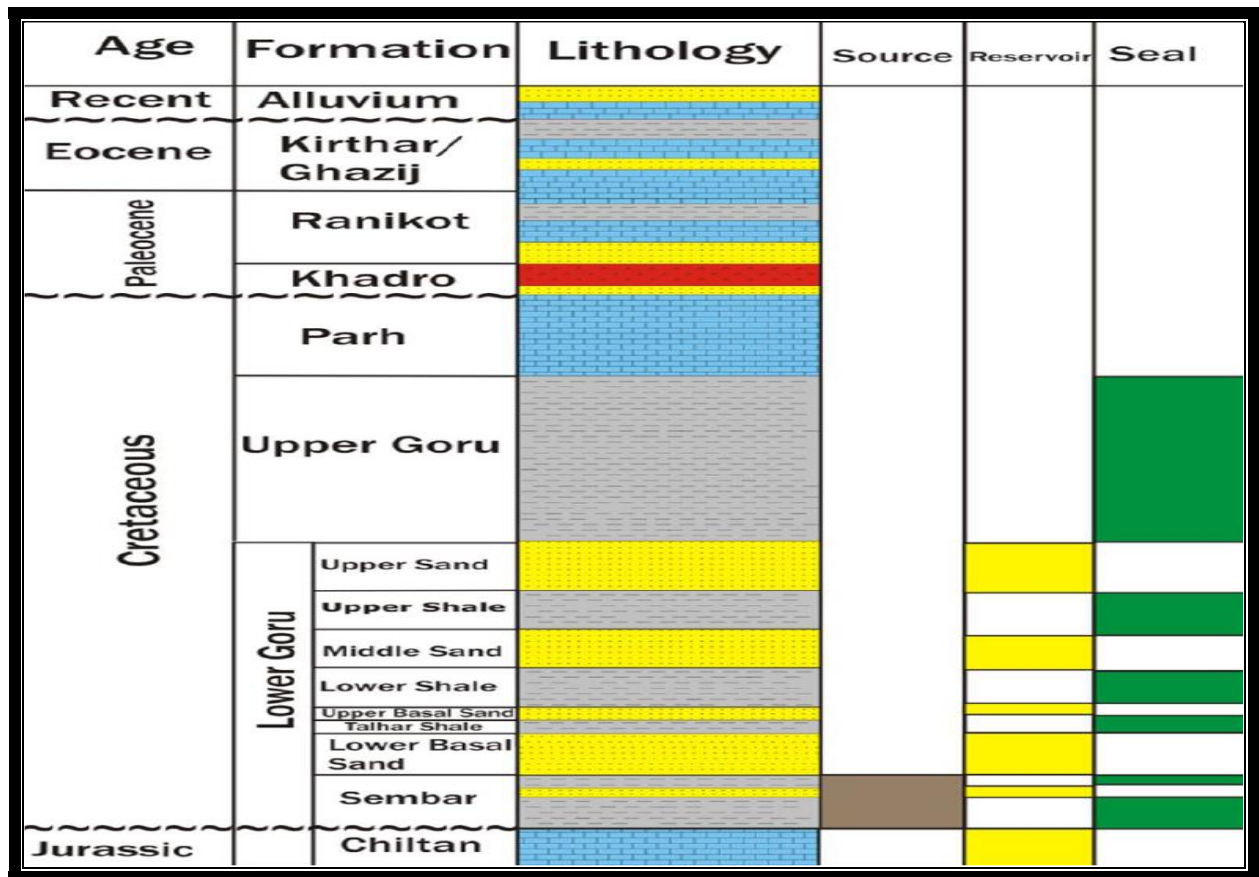 Age Formation Lithology Source Reservoir Seal
Recent Alluvium
Eocene Kirthar/
Ghazij
Paleocene Ranikot
Khadro
Cretaceous Parh
Upper Goru
Lower Goru Upper Sand
Upper Shale
Middle Sand
Lower Shale
Upper Basal Sand
Talhar Shale
Lower Basal
Sand
Sembar
Jurassic Chiltan